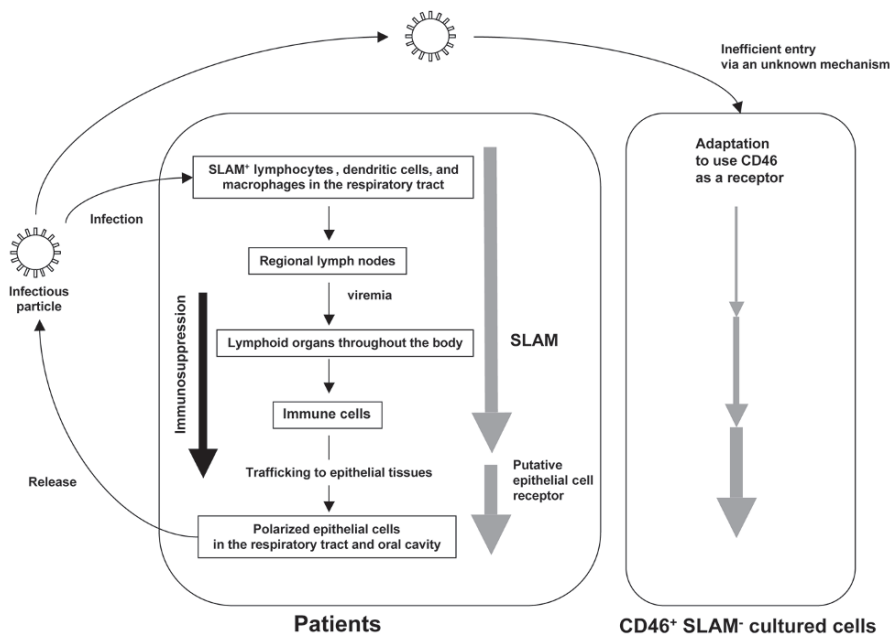 Inefficient entry
via an unknown mechanism
SLAM⁺ lymphocytes, dendritic cells, and
macrophages in the respiratory tract
Adaptation
to use CD46
as a receptor
Infection
Infectious
particle
Regional lymph nodes
viremia
Immunosuppression
Lymphoid organs throughout the body
SLAM
Immune cells
Trafficking to epithelial tissues
Putative
epithelial cell
receptor
Release
Polarized epithelial cells
in the respiratory tract and oral cavity
Patients
CD46⁺ SLAM⁻ cultured cells